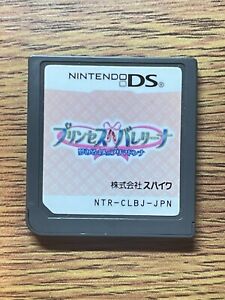 NINTENDO DS
プリンセス バレリーナ
株式会社 スパイク
NTR-CLBJ-JPN